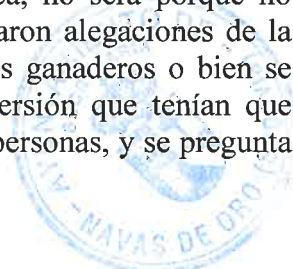 sea, no será porque no
aron alegaciones de la
s ganaderos o bien se
ersión que tenían que
personas, y se pregunta
NAVAS DE ORO (